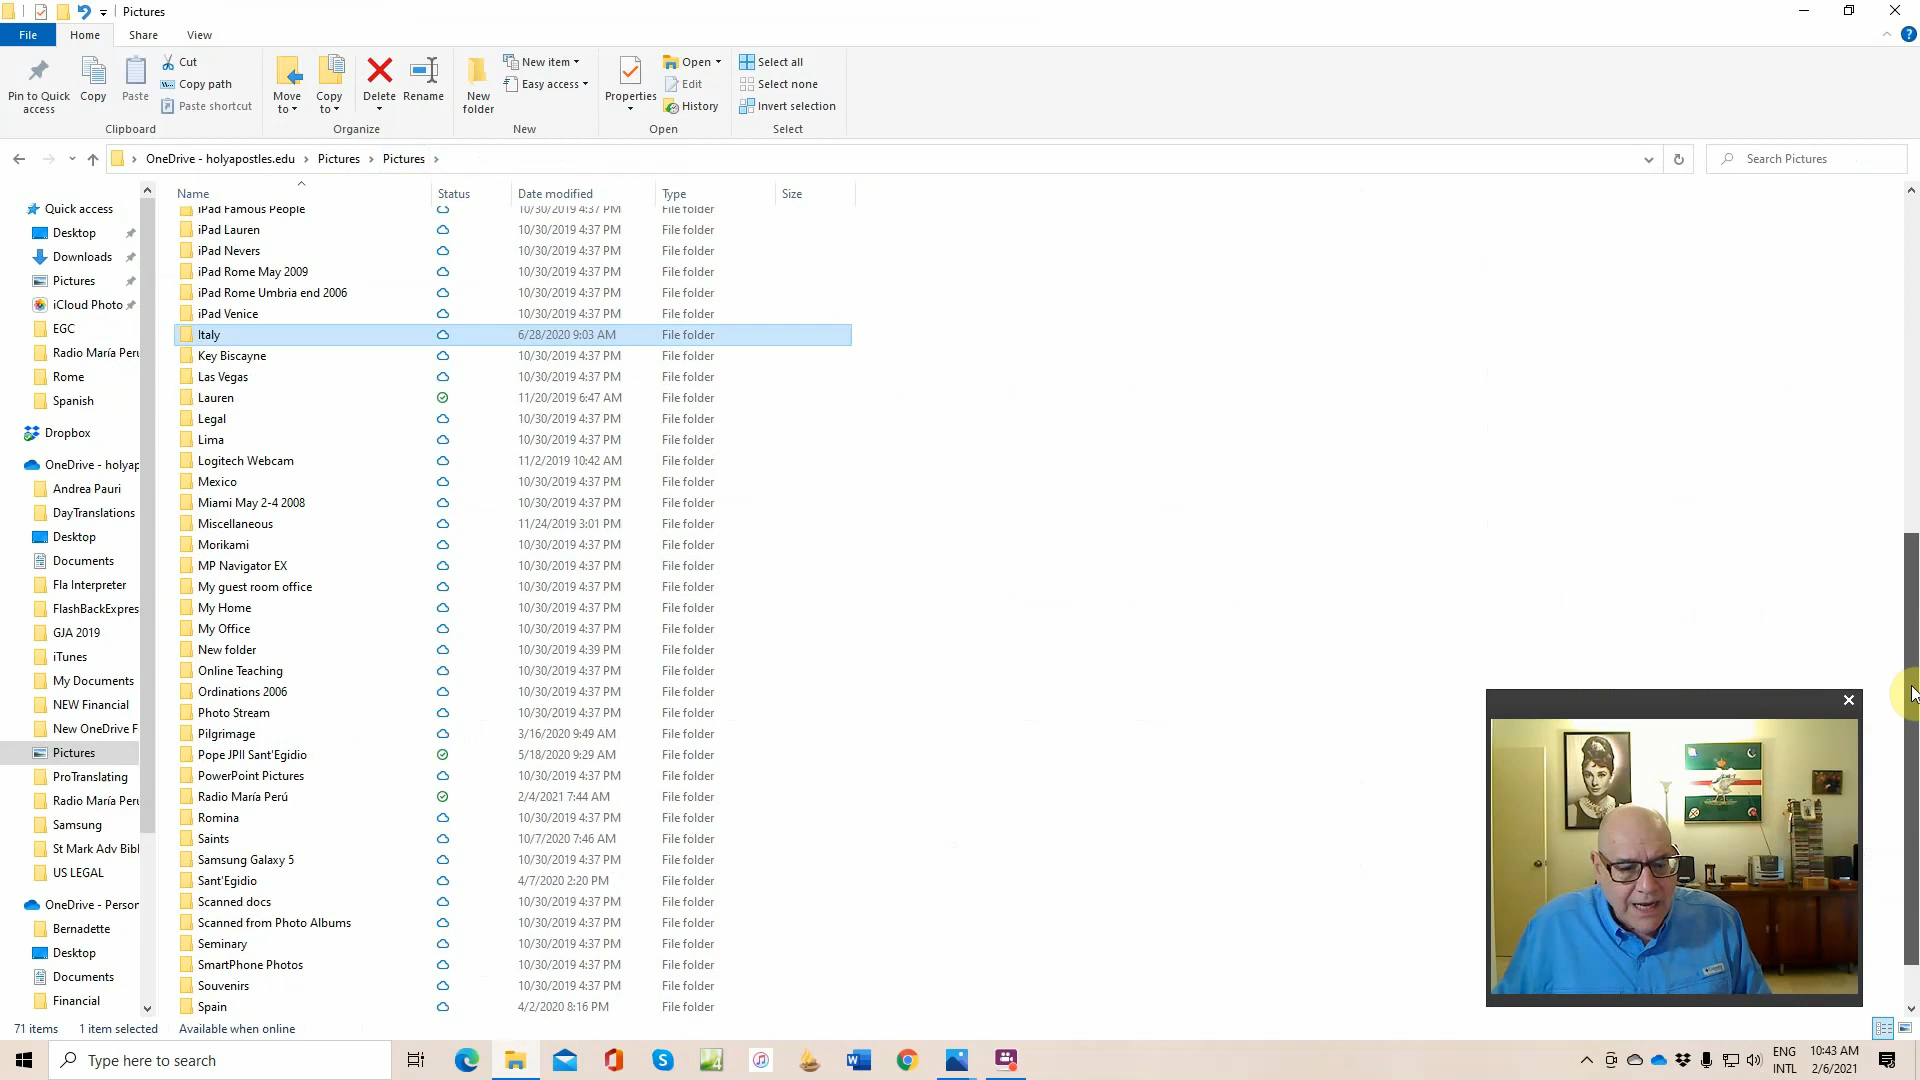 Pictures
File Home Share View
Pin to Quick access
Copy
Paste
Cut
Copy path
Paste shortcut
Clipboard
Move to
Copy to
Delete
Rename
Organize
New folder
New item
Easy access
New
Properties
Open
Edit
History
Open
Select all
Select none
Invert selection
Select
OneDrive - holyapostles.edu > Pictures > Pictures >
Search Pictures
Quick access
Desktop
Downloads
Pictures
iCloud Photo
EGC
Radio María Peru
Rome
Spanish
Dropbox
OneDrive - holyap
Andrea Pauri
DayTranslations
Desktop
Documents
Fla Interpreter
FlashBackExpres
GJA 2019
iTunes
My Documents
NEW Financial
New OneDrive F
Pictures
ProTranslating
Radio María Peru
Samsung
St Mark Adv Bibl
US LEGAL
OneDrive - Person
Bernadette
Desktop
Documents
Financial
Name Status Date modified Type Size
iPad Famous People 10/30/2019 4:37 PM File folder
iPad Lauren 10/30/2019 4:37 PM File folder
iPad Nevers 10/30/2019 4:37 PM File folder
iPad Rome May 2009 10/30/2019 4:37 PM File folder
iPad Rome Umbria end 2006 10/30/2019 4:37 PM File folder
iPad Venice 10/30/2019 4:37 PM File folder
Italy 6/28/2020 9:03 AM File folder
Key Biscayne 10/30/2019 4:37 PM File folder
Las Vegas 10/30/2019 4:37 PM File folder
Lauren 11/20/2019 6:47 AM File folder
Legal 10/30/2019 4:37 PM File folder
Lima 10/30/2019 4:37 PM File folder
Logitech Webcam 11/2/2019 10:42 AM File folder
Mexico 10/30/2019 4:37 PM File folder
Miami May 2-4 2008 10/30/2019 4:37 PM File folder
Miscellaneous 11/24/2019 3:01 PM File folder
Morikami 10/30/2019 4:37 PM File folder
MP Navigator EX 10/30/2019 4:37 PM File folder
My guest room office 10/30/2019 4:37 PM File folder
My Home 10/30/2019 4:37 PM File folder
My Office 10/30/2019 4:37 PM File folder
New folder 10/30/2019 4:39 PM File folder
Online Teaching 10/30/2019 4:37 PM File folder
Ordinations 2006 10/30/2019 4:37 PM File folder
Photo Stream 10/30/2019 4:37 PM File folder
Pilgrimage 3/16/2020 9:49 AM File folder
Pope JPII Sant'Egidio 5/18/2020 9:29 AM File folder
PowerPoint Pictures 10/30/2019 4:37 PM File folder
Radio María Perú 2/4/2021 7:44 AM File folder
Romina 10/30/2019 4:37 PM File folder
Saints 10/7/2020 7:46 AM File folder
Samsung Galaxy 5 10/30/2019 4:37 PM File folder
Sant'Egidio 4/7/2020 2:20 PM File folder
Scanned docs 10/30/2019 4:37 PM File folder
Scanned from Photo Albums 10/30/2019 4:37 PM File folder
Seminary 10/30/2019 4:37 PM File folder
SmartPhone Photos 10/30/2019 4:37 PM File folder
Souvenirs 10/30/2019 4:37 PM File folder
Spain 4/2/2020 8:16 PM File folder
71 items 1 item selected Available when online
Type here to search
ENG
INTL
10:43 AM
2/6/2021